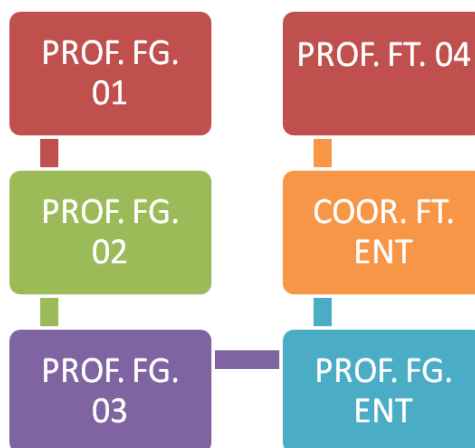 PROF. FG.
01
PROF. FG.
02
PROF. FG.
03
PROF. FG.
ENT
COOR. FT.
ENT
PROF. FT. 04